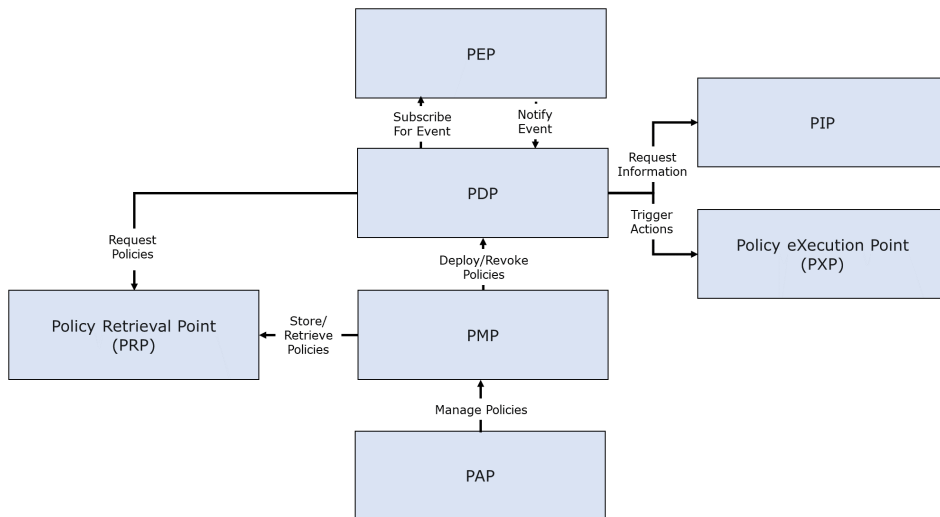 PEP
Subscribe
For Event
Notify
Event
PIP
Request
Information
PDP
Trigger
Actions
Policy eXecution Point
(PXP)
Request
Policies
Deploy/Revoke
Policies
Policy Retrieval Point
(PRP)
Store/
Retrieve
Policies
PMP
Manage Policies
PAP